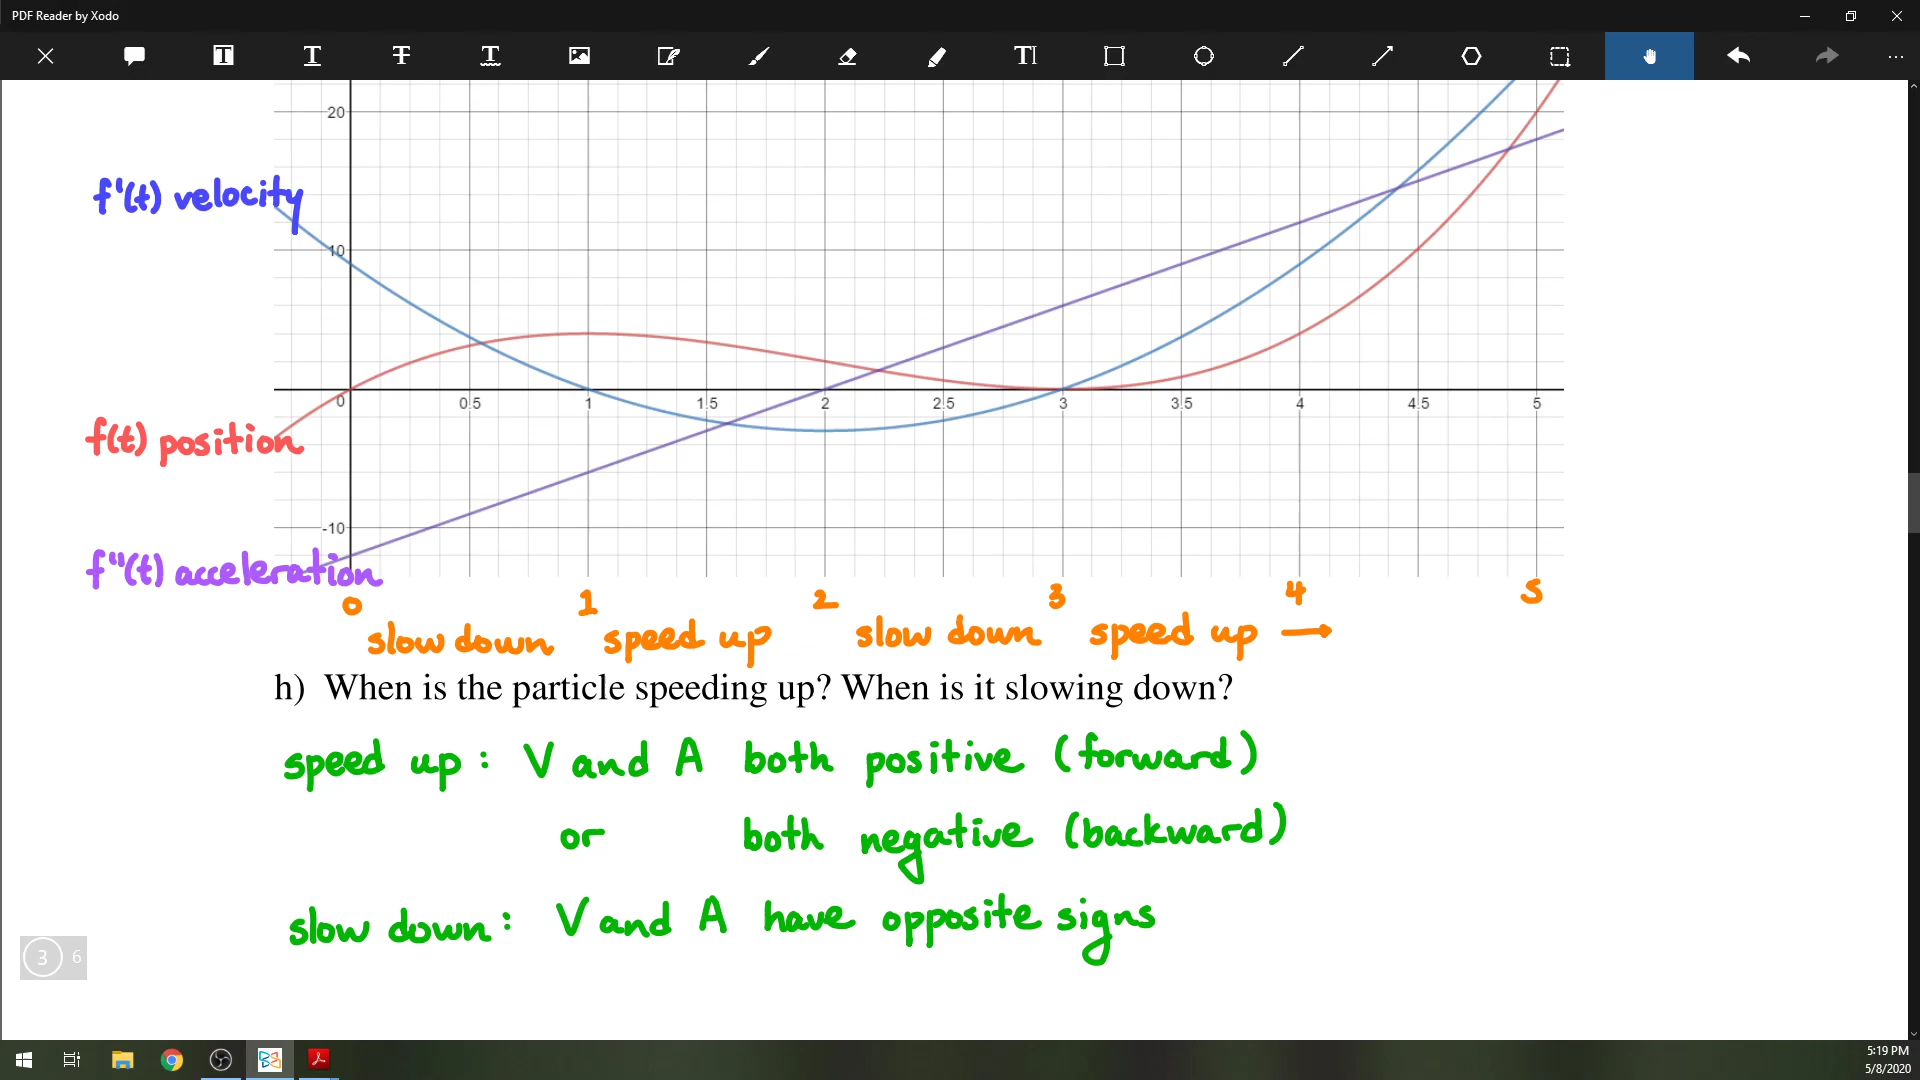 PDF Reader by Xodo
20
f'(t) velocity
10
0 0.5 1 1.5 2 2.5 3 3.5 4 4.5 5
f(t) position
-10
f"(t) acceleration
0 1 2 3 4 5
slow down speed up slow down speed up →
h) When is the particle speeding up? When is it slowing down?
speed up: V and A both positive (forward)
or both negative (backward)
slow down: V and A have opposite signs
3 6
5:19 PM
5/8/2020